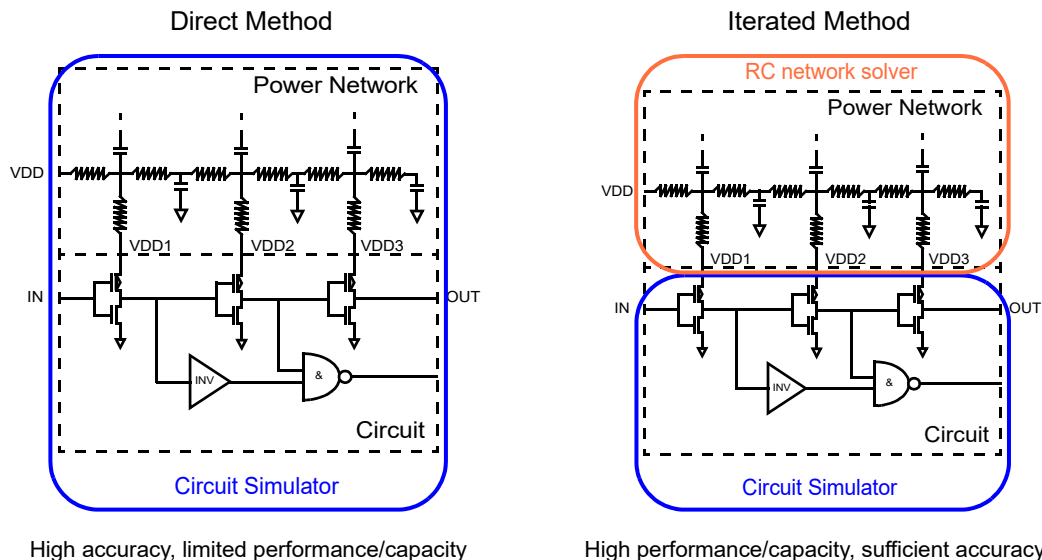 Direct Method
Power Network
VDD
VDD1
VDD2
VDD3
IN
OUT
INV
&
Circuit
Circuit Simulator
High accuracy, limited performance/capacity
Iterated Method
RC network solver
Power Network
VDD
VDD1
VDD2
VDD3
IN
OUT
INV
&
Circuit
Circuit Simulator
High performance/capacity, sufficient accuracy